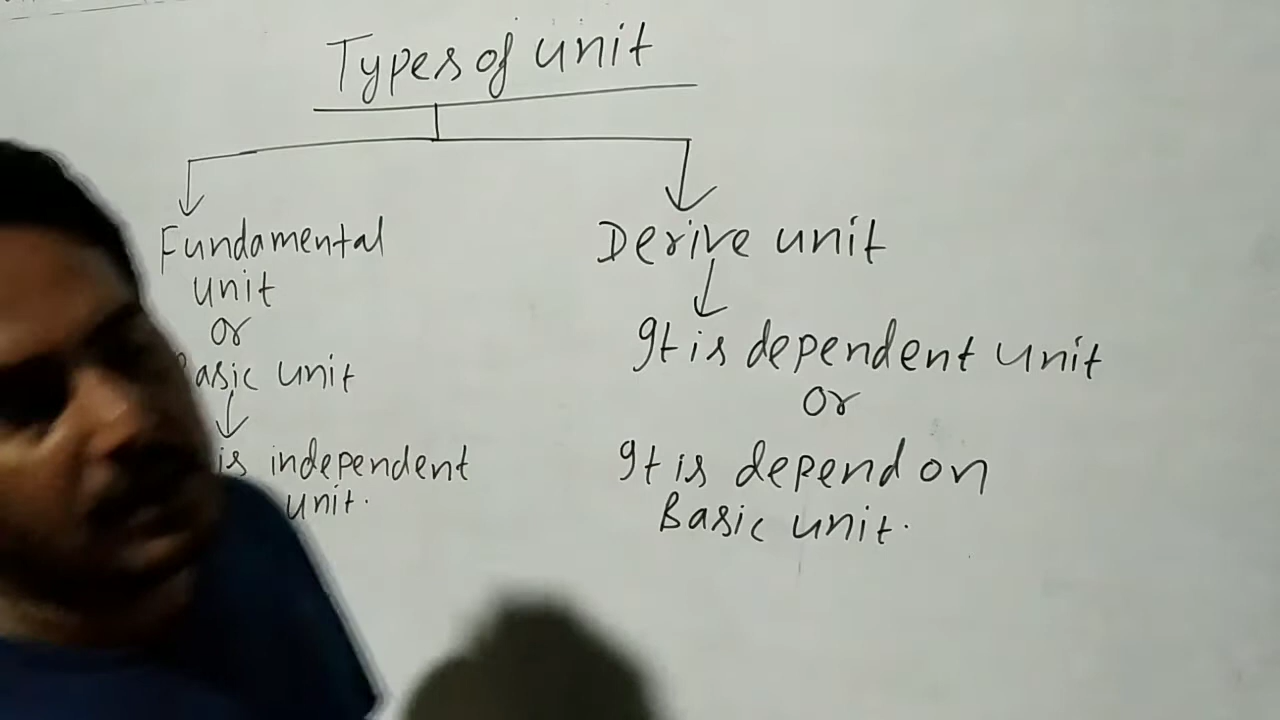 Types of unit
Fundamental
unit
or
Basic unit
is independent
unit.
Derive unit
It is dependent unit
Or
It is depend on
Basic unit.